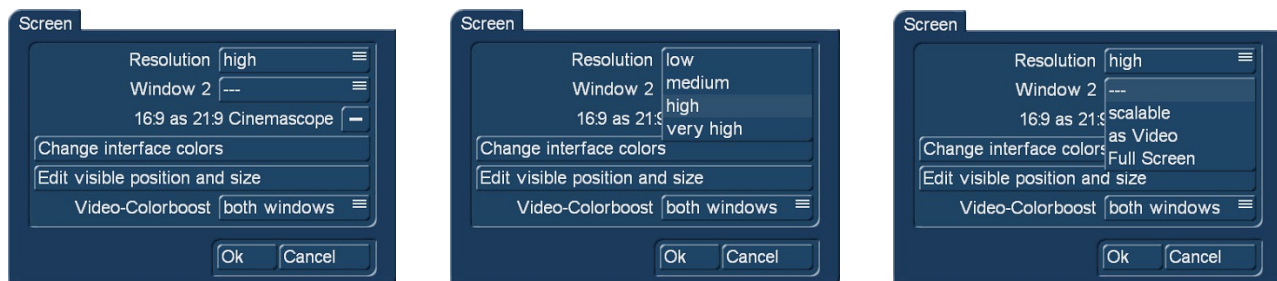 Screen
Resolution high
Window 2 ---
16:9 as 21:9 Cinemascope
Change interface colors
Edit visible position and size
Video-Colorboost both windows
Ok Cancel
Screen
Resolution low
medium
Window 2
high
16:9 as 21:9
very high
Change interface colors
Edit visible position and size
Video-Colorboost both windows
Ok Cancel
Screen
Resolution high
Window 2 ---
16:9 as 21:9 scalable
as Video
Change interface colors
Full Screen
Edit visible position and size
Video-Colorboost both windows
Ok Cancel